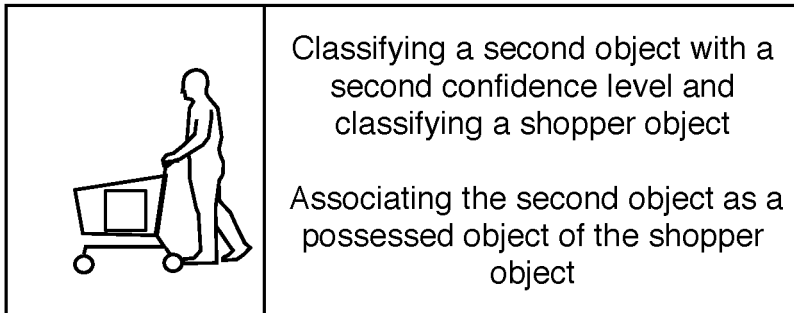 Classifying a second object with a
second confidence level and
classifying a shopper object
Associating the second object as a
possessed object of the shopper
object